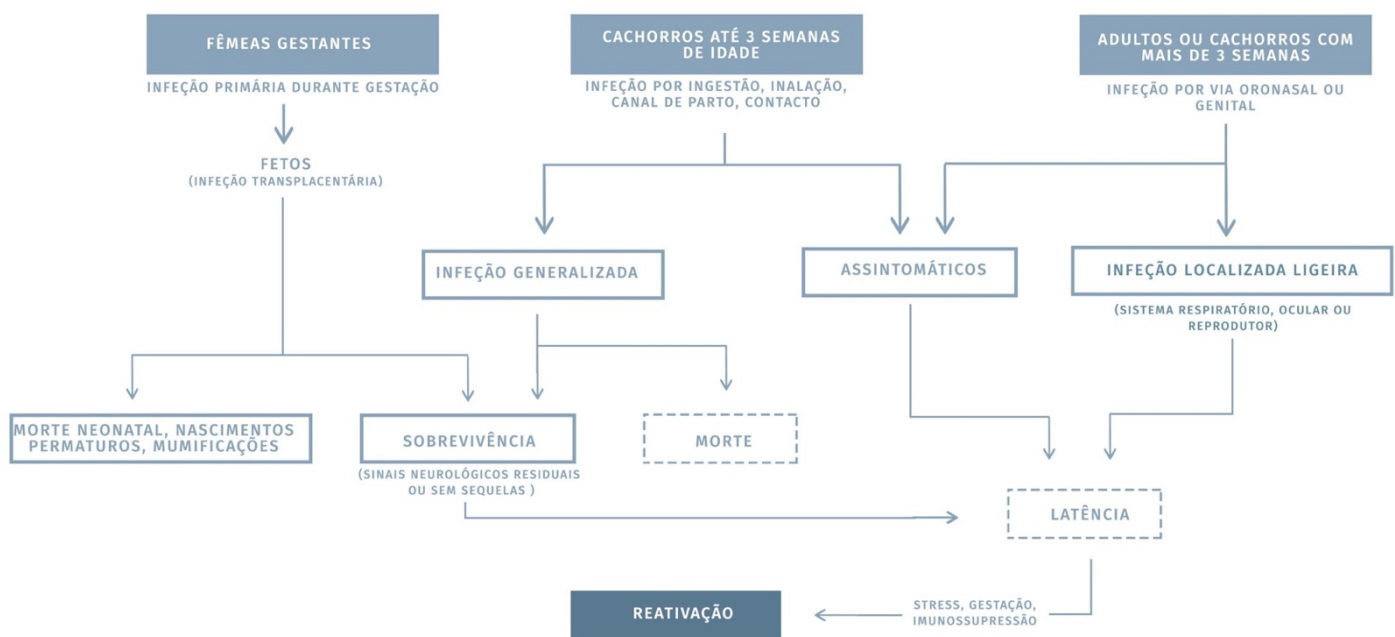 FÊMEAS GESTANTES
INFEÇÃO PRIMÁRIA DURANTE GESTAÇÃO
FETOS
(INFEÇÃO TRANSPLACENTÁRIA)
CACHORROS ATÉ 3 SEMANAS
DE IDADE
INFEÇÃO POR INGESTÃO, INALAÇÃO,
CANAL DE PARTO, CONTACTO
ADULTOS OU CACHORROS COM
MAIS DE 3 SEMANAS
INFEÇÃO POR VIA ORONASAL OU
GENITAL
INFEÇÃO GENERALIZADA
ASSINTOMÁTICOS
INFEÇÃO LOCALIZADA LIGEIRA
(SISTEMA RESPIRATÓRIO, OCULAR OU
REPRODUTOR)
MORTE NEONATAL, NASCIMENTOS
PERMATUROS, MUMIFICAÇÕES
SOBREVIVÊNCIA
(SINAIS NEUROLÓGICOS RESIDUAIS
OU SEM SEQUELAS )
MORTE
LATÊNCIA
REATIVAÇÃO
STRESS, GESTAÇÃO,
IMUNOSSUPRESSÃO